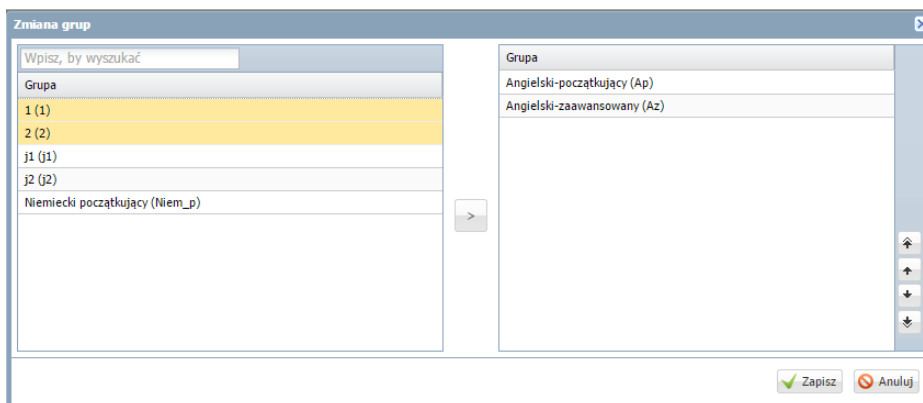 Zmiana grup
Wpisz, by wyszukać
Grupa
1 (1)
2 (2)
j1 (j1)
j2 (j2)
Niemiecki początkujący (Niem_p)
>
Grupa
Angielski-początkujący (Ap)
Angielski-zaawansowany (Az)
Zapisz Anuluj